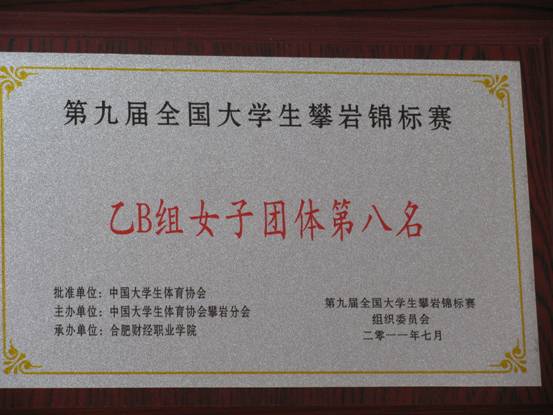 第九届全国大学生攀岩锦标赛
乙B组女子团体第八名
批准单位：中国大学生体育协会
主办单位：中国大学生体育协会攀岩分会
承办单位：合肥财经职业学院
第九届全国大学生攀岩锦标赛
组织委员会
二零一一年七月